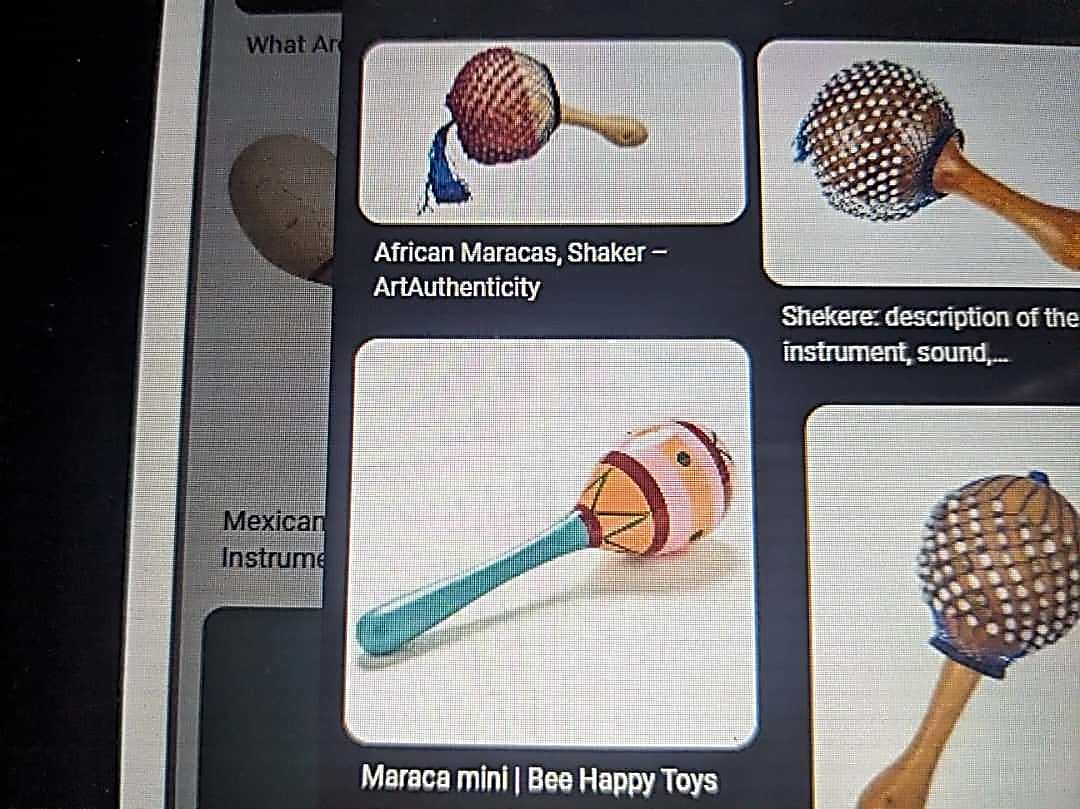 What Ar
African Maracas, Shaker –
ArtAuthenticity
Shekere: description of the
instrument, sound,...
Mexican
Instrume
Maraca mini | Bee Happy Toys